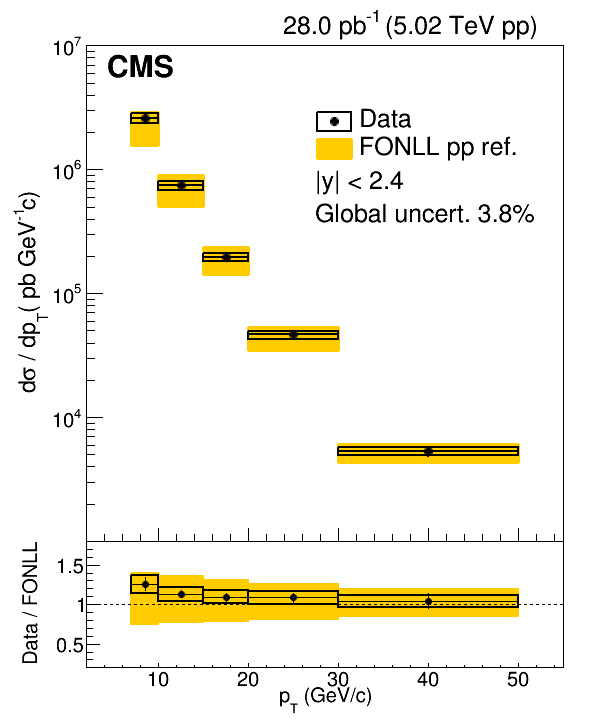 28.0 pb⁻¹ (5.02 TeV pp)
CMS
Data
FONLL pp ref.
|y| < 2.4
Global uncert. 3.8%
dσ / dp_T( pb GeV⁻¹c)
10⁷
10⁶
10⁵
10⁴
Data / FONLL
1.5
1
0.5
10 20 30 40 50
p_T (GeV/c)